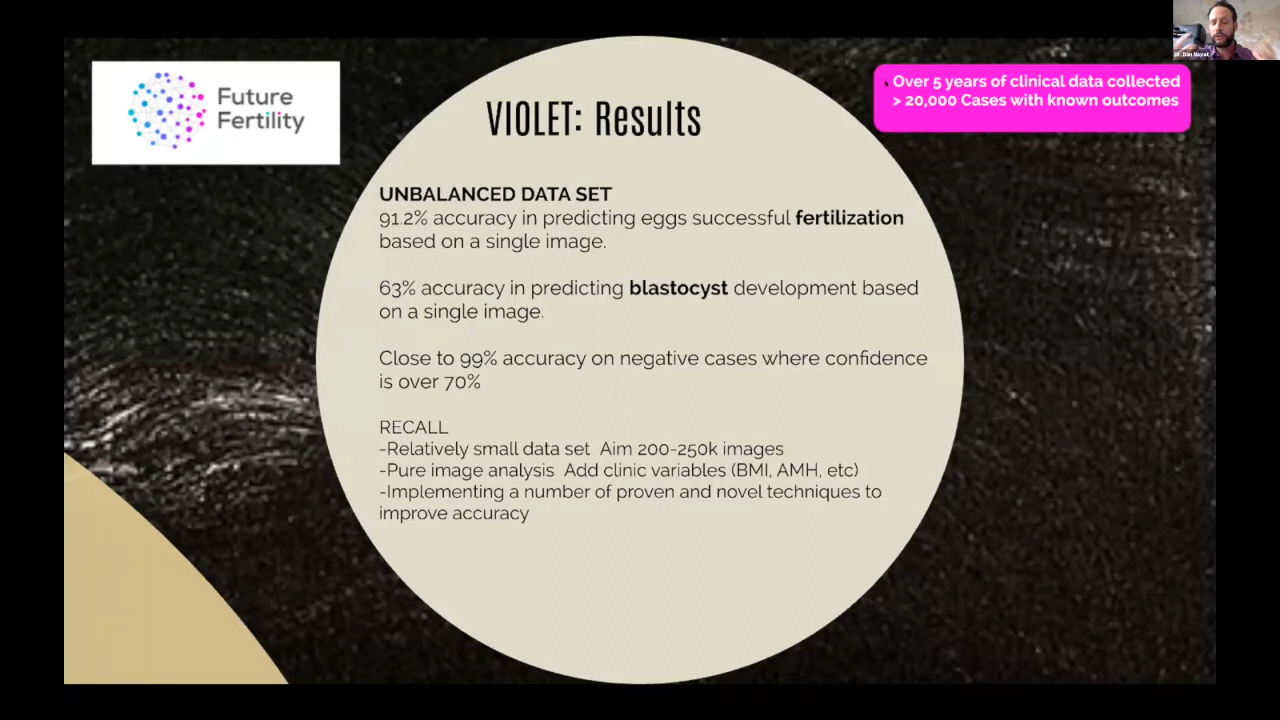 Future
Fertility
VIOLET: Results
Over 5 years of clinical data collected
> 20,000 Cases with known outcomes
Dr. Dan Nayot
UNBALANCED DATA SET
91.2% accuracy in predicting eggs successful fertilization
based on a single image.
63% accuracy in predicting blastocyst development based
on a single image.
Close to 99% accuracy on negative cases where confidence
is over 70%
RECALL
-Relatively small data set Aim 200-250k images
-Pure image analysis Add clinic variables (BMI, AMH, etc)
-Implementing a number of proven and novel techniques to
improve accuracy